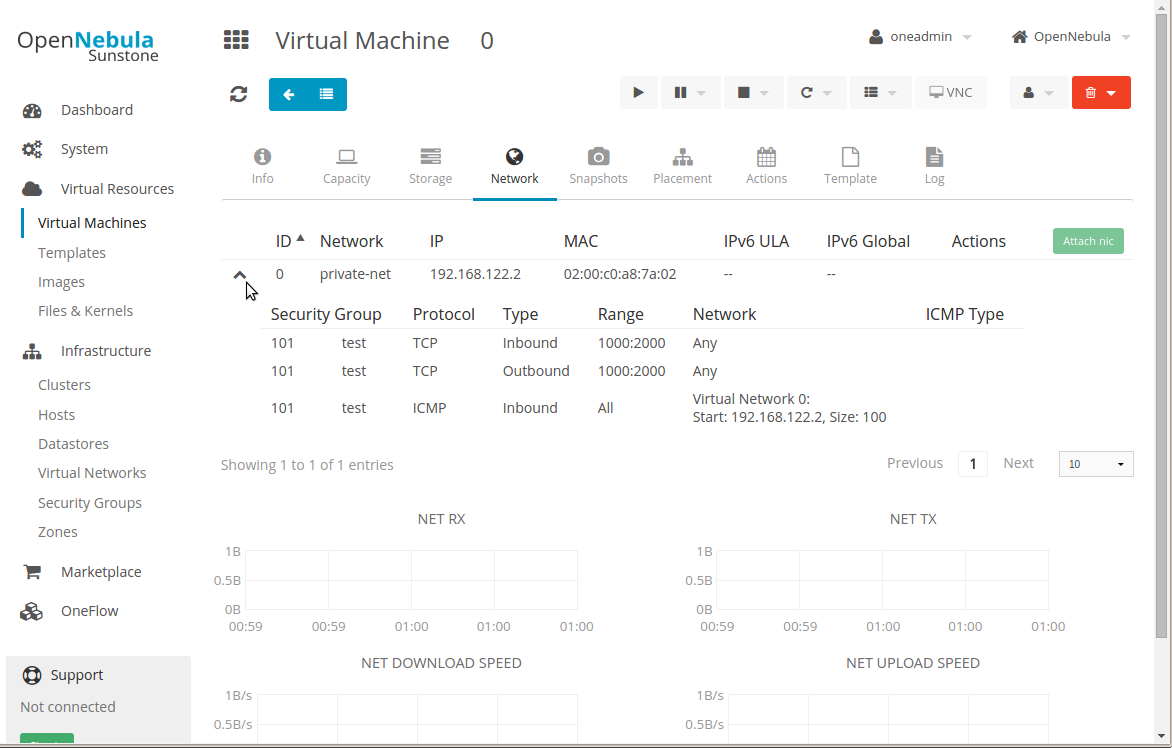 OpenNebula
Sunstone
Virtual Machine 0
oneadmin
OpenNebula
VNC
Dashboard
System
Virtual Resources
Virtual Machines
Templates
Images
Files & Kernels
Infrastructure
Clusters
Hosts
Datastores
Virtual Networks
Security Groups
Zones
Marketplace
OneFlow
Support
Not connected
Info Capacity Storage Network Snapshots Placement Actions Template Log
ID Network IP MAC IPv6 ULA IPv6 Global Actions Attach nic
0 private-net 192.168.122.2 02:00:c0:a8:7a:02 -- --
Security Group Protocol Type Range Network ICMP Type
101 test TCP Inbound 1000:2000 Any
101 test TCP Outbound 1000:2000 Any
101 test ICMP Inbound All Virtual Network 0:
Start: 192.168.122.2, Size: 100
Showing 1 to 1 of 1 entries
Previous 1 Next 10
NET RX
1B
0.5B
0B
00:59 00:59 01:00 01:00 01:00
NET TX
1B
0.5B
0B
00:59 00:59 01:00 01:00 01:00
NET DOWNLOAD SPEED
1B/s
0.5B/s
NET UPLOAD SPEED
1B/s
0.5B/s